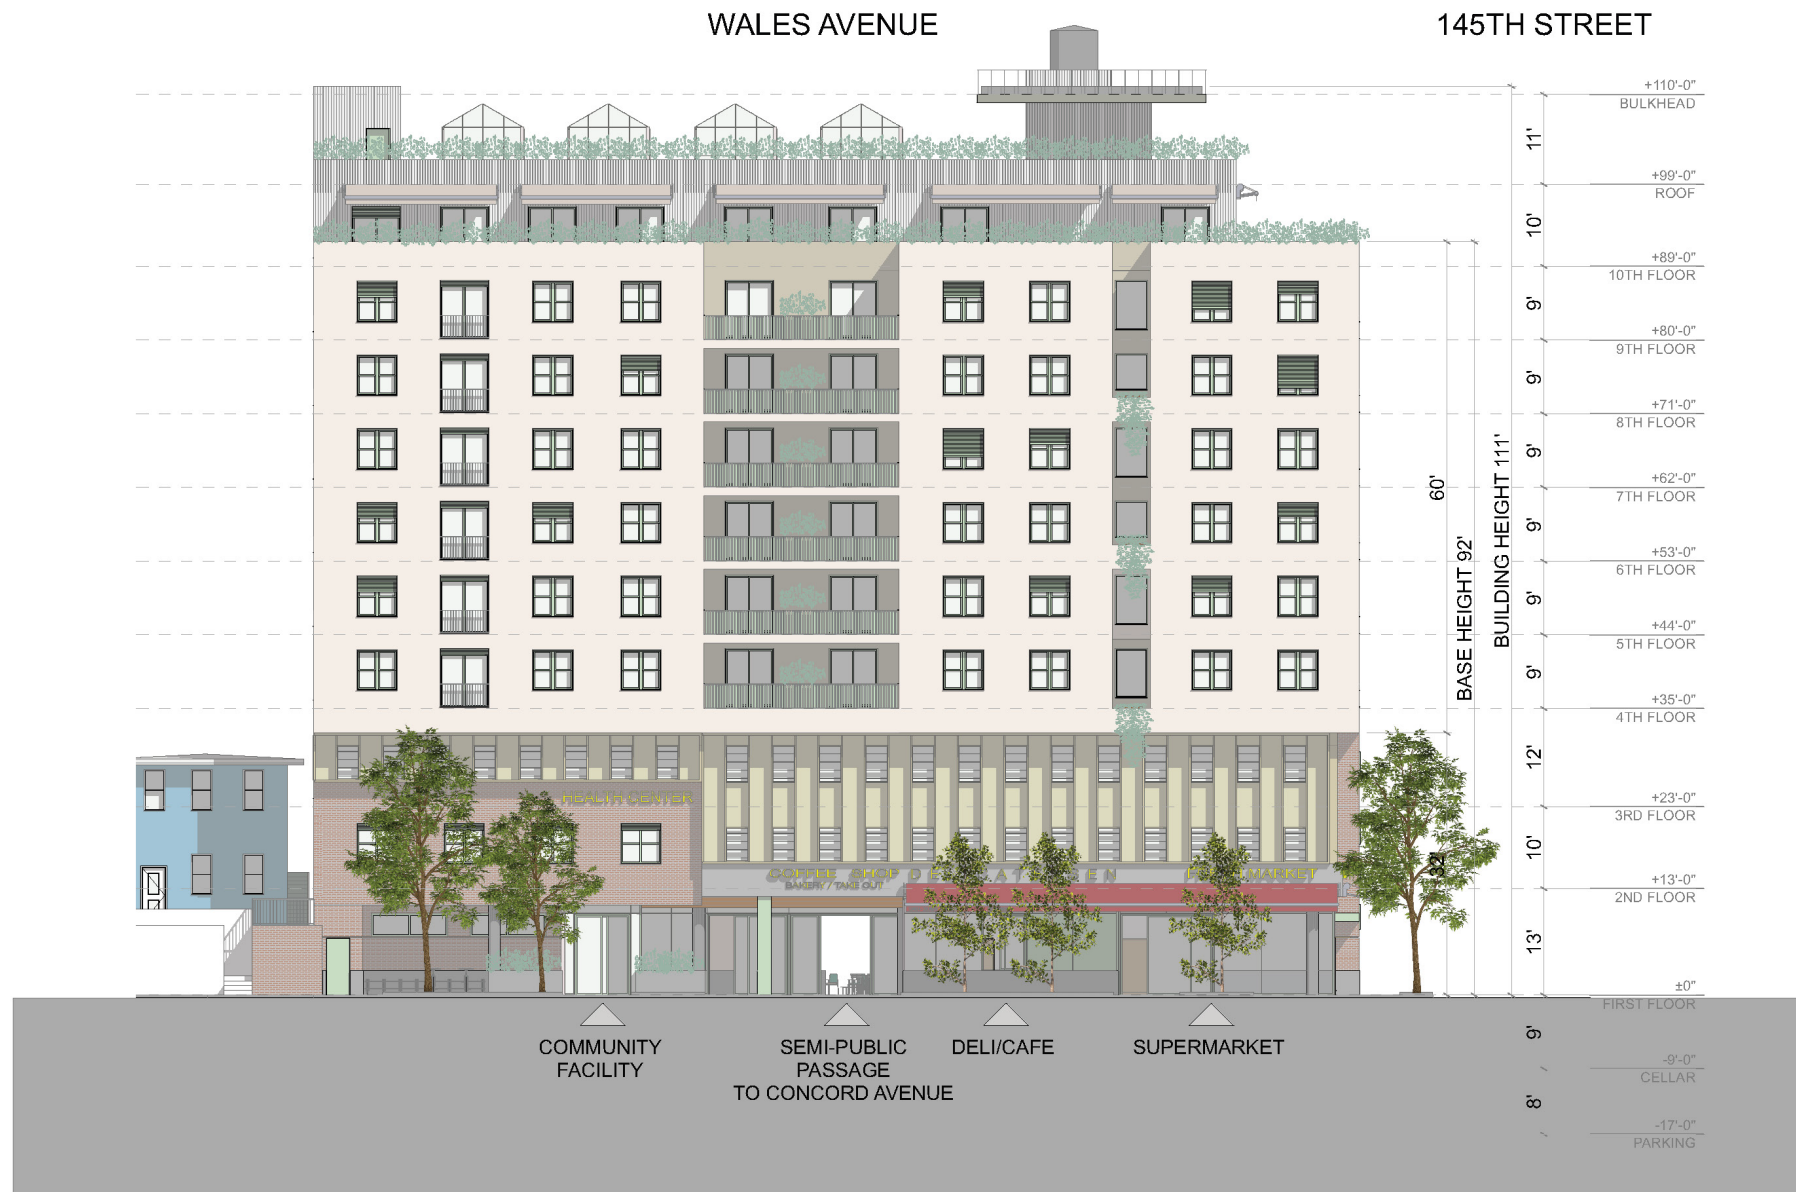 WALES AVENUE
145TH STREET
+110'-0"
BULKHEAD
11'
+99'-0"
ROOF
10'
+89'-0"
10TH FLOOR
9'
+80'-0"
9TH FLOOR
9'
+71'-0"
8TH FLOOR
9'
+62'-0"
7TH FLOOR
9'
+53'-0"
6TH FLOOR
9'
+44'-0"
5TH FLOOR
9'
+35'-0"
4TH FLOOR
12'
+23'-0"
3RD FLOOR
10'
+13'-0"
2ND FLOOR
13'
±0"
FIRST FLOOR
9'
-9'-0"
CELLAR
8'
-17'-0"
PARKING
60'
BASE HEIGHT 92'
BUILDING HEIGHT 111'
32'
HEALTH CENTER
COFFEE SHOP
BAKERY / TAKE OUT
MARKET
COMMUNITY
FACILITY
SEMI-PUBLIC
PASSAGE
TO CONCORD AVENUE
DELI/CAFE
SUPERMARKET